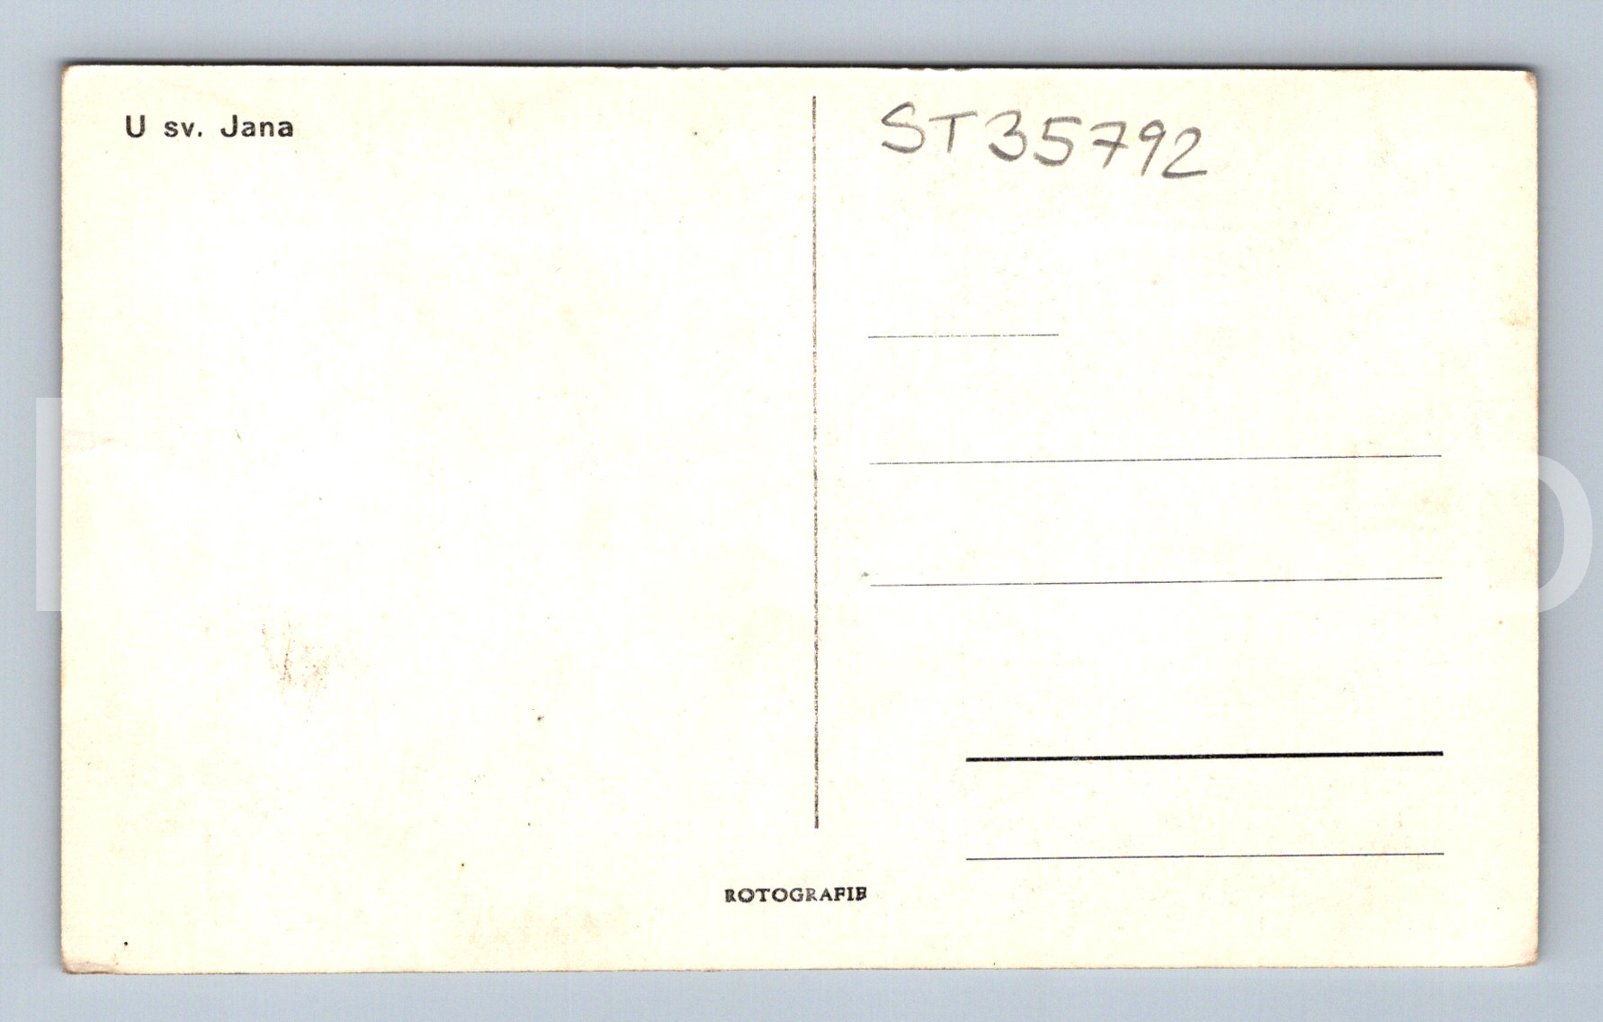 U sv. Jana
ST35792
ROTOGRAFIE